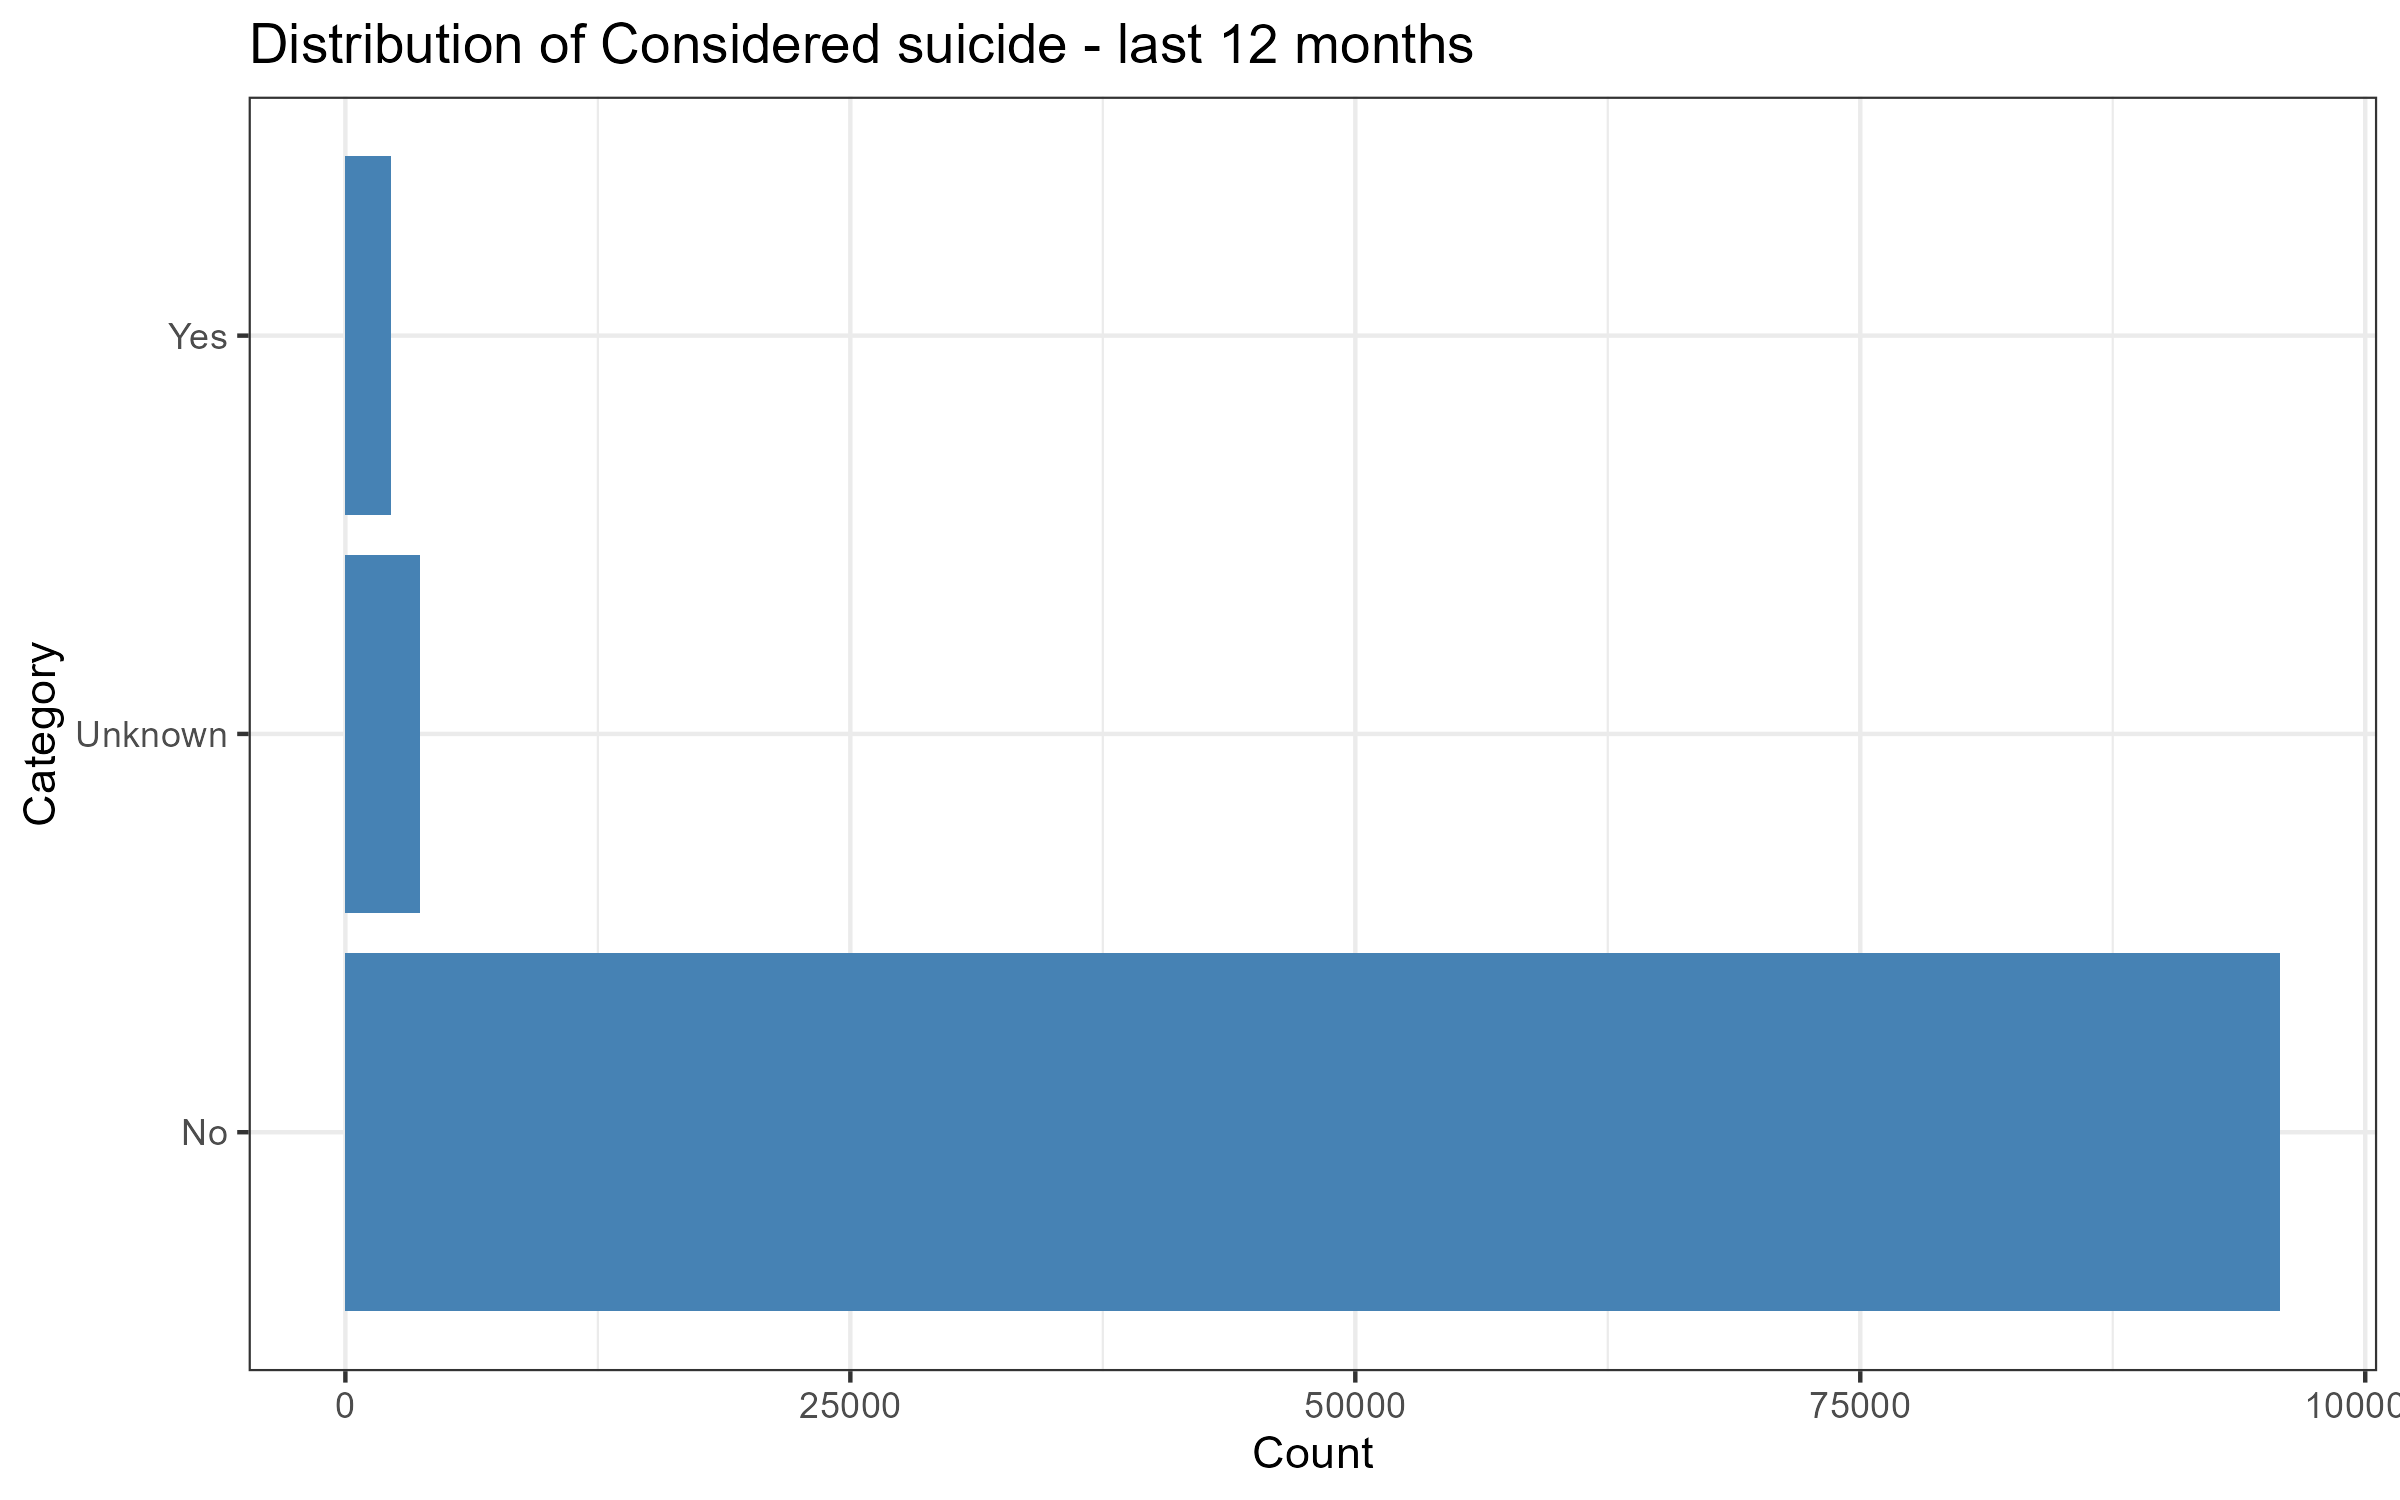 Distribution of Considered suicide - last 12 months
Category
Yes
Unknown
No
0 25000 50000 75000
Count